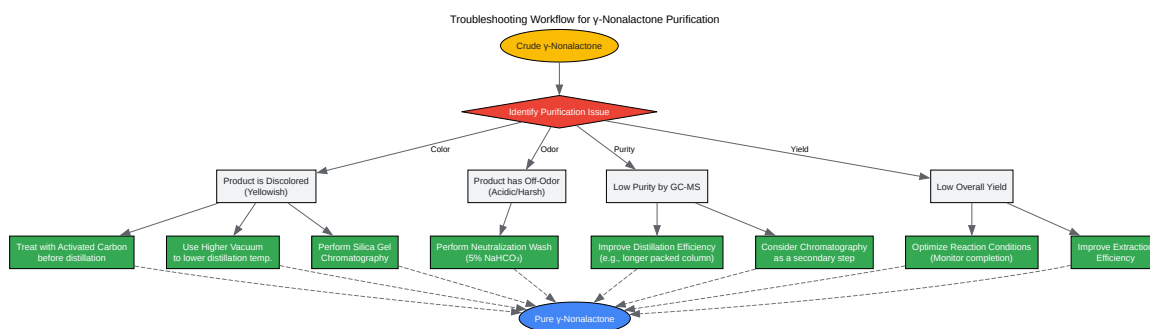 Troubleshooting Workflow for γ-Nonalactone Purification
Crude γ-Nonalactone
Identify Purification Issue
Color
Odor
Purity
Yield
Product is Discolored
(Yellowish)
Product has Off-Odor
(Acidic/Harsh)
Low Purity by GC-MS
Low Overall Yield
Treat with Activated Carbon
before distillation
Use Higher Vacuum
to lower distillation temp.
Perform Silica Gel
Chromatography
Perform Neutralization Wash
(5% NaHCO₃)
Improve Distillation Efficiency
(e.g., longer packed column)
Consider Chromatography
as a secondary step
Optimize Reaction Conditions
(Monitor completion)
Improve Extraction
Efficiency
Pure γ-Nonalactone